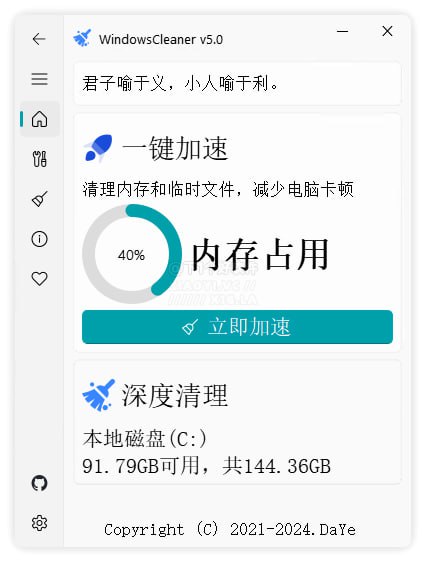 WindowsCleaner v5.0
君子喻于义，小人喻于利。
一键加速
清理内存和临时文件，减少电脑卡顿
40%
内存占用
立即加速
深度清理
本地磁盘(C:)
91.79GB可用，共144.36GB
Copyright (C) 2021-2024.DaYe